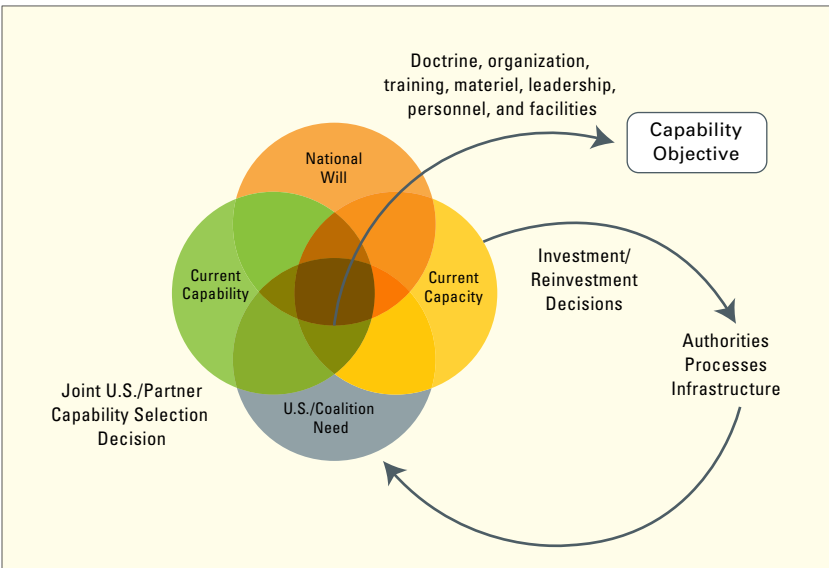 Doctrine, organization,
training, materiel, leadership,
personnel, and facilities
Capability
Objective
National
Will
Current
Capability
Current
Capacity
Investment/
Reinvestment
Decisions
Authorities
Processes
Infrastructure
Joint U.S./Partner
Capability Selection
Decision
U.S./Coalition
Need